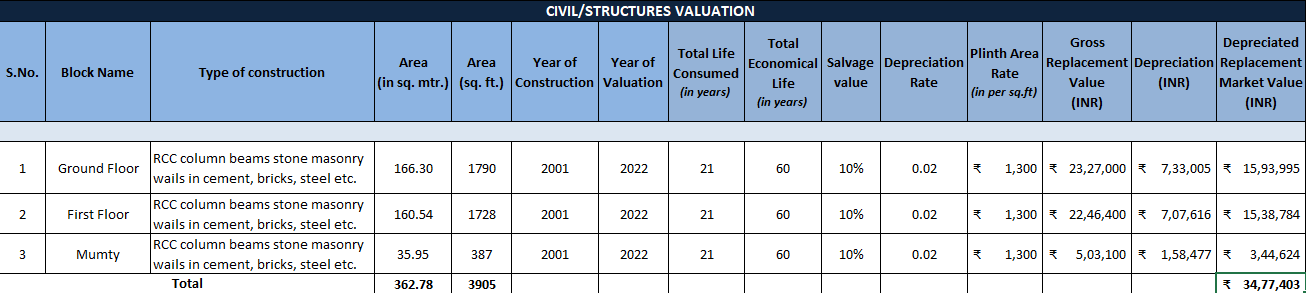 CIVIL/STRUCTURES VALUATION
S.No. Block Name Type of construction Area (in sq. mtr.) Area (sq. ft.) Year of Construction Year of Valuation Total Life Consumed (in years) Total Economical Life (in years) Salvage value Depreciation Rate Plinth Area Rate (in per sq.ft) Gross Replacement Value (INR) Depreciation (INR) Depreciated Replacement Market Value (INR)
1 Ground Floor RCC column beams stone masonry wails in cement, bricks, steel etc. 166.30 1790 2001 2022 21 60 10% 0.02 ₹ 1,300 ₹ 23,27,000 ₹ 7,33,005 ₹ 15,93,995
2 First Floor RCC column beams stone masonry wails in cement, bricks, steel etc. 160.54 1728 2001 2022 21 60 10% 0.02 ₹ 1,300 ₹ 22,46,400 ₹ 7,07,616 ₹ 15,38,784
3 Mumty RCC column beams stone masonry wails in cement, bricks, steel etc. 35.95 387 2001 2022 21 60 10% 0.02 ₹ 1,300 ₹ 5,03,100 ₹ 1,58,477 ₹ 3,44,624
Total 362.78 3905 ₹ 34,77,403